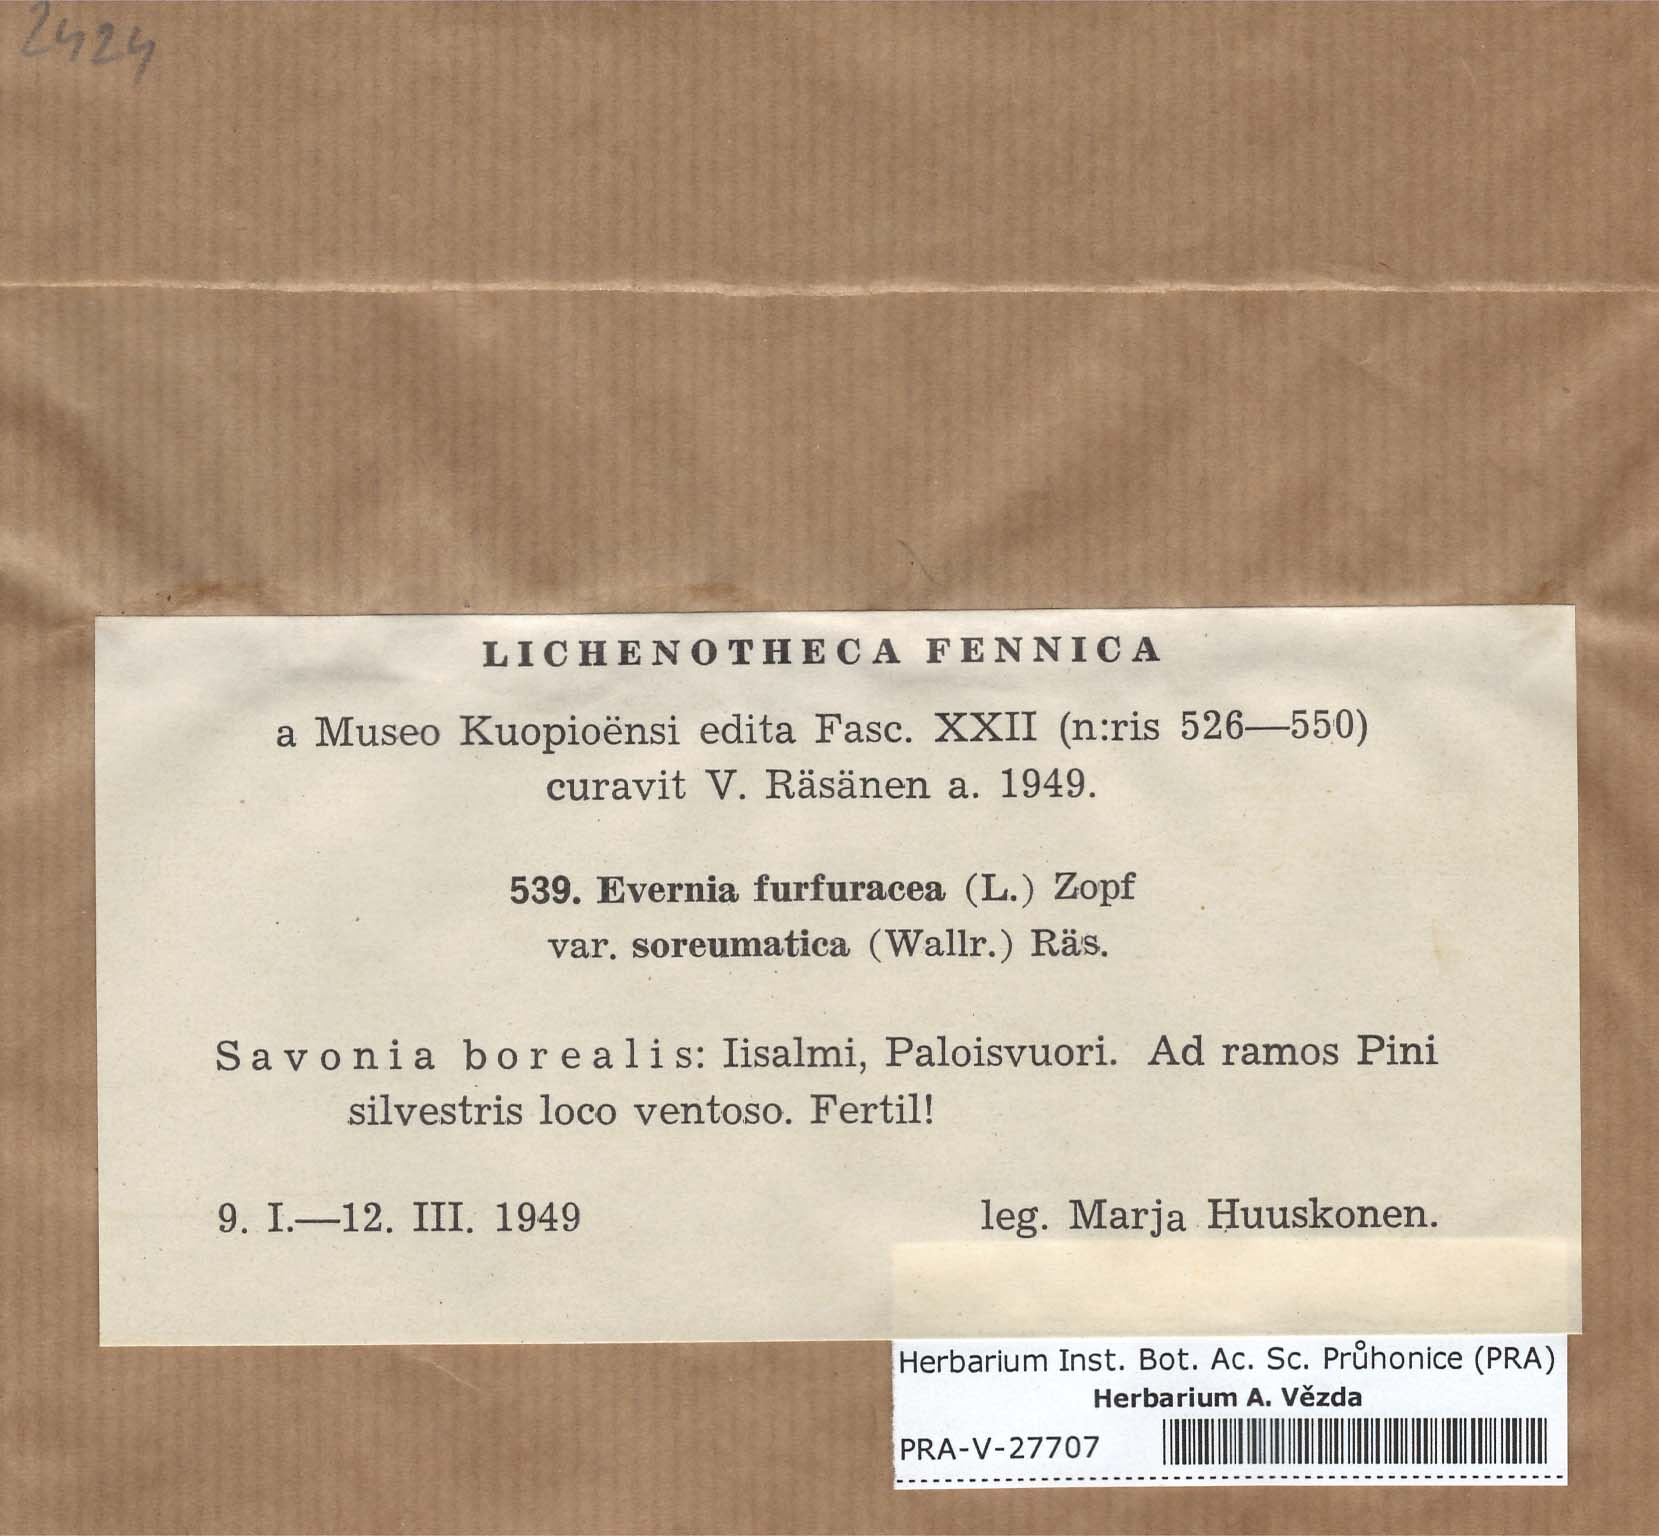 2424
LICHENOTHECA FENNICA
a Museo Kuopioënsi edita Fasc. XXII (n:ris 526—550)
curavit V. Räsänen a. 1949.
539. Evernia furfuracea (L.) Zopf
var. soreumatica (Wallr.) Räs.
Savonia borealis: Iisalmi, Paloisvuori. Ad ramos Pini
silvestris loco ventoso. Fertil!
9. I.—12. III. 1949 leg. Marja Huuskonen.
Herbarium Inst. Bot. Ac. Sc. Průhonice (PRA)
Herbarium A. Vězda
PRA-V-27707